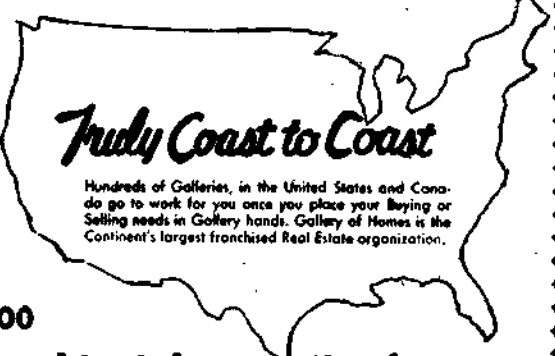 Truly Coast to Coast
Hundreds of Galleries, in the United States and Cana-
da go to work for you once you place your Buying or
Selling needs in Gallery hands. Gallery of Homes is the
Continent's largest franchised Real Estate organization.
00